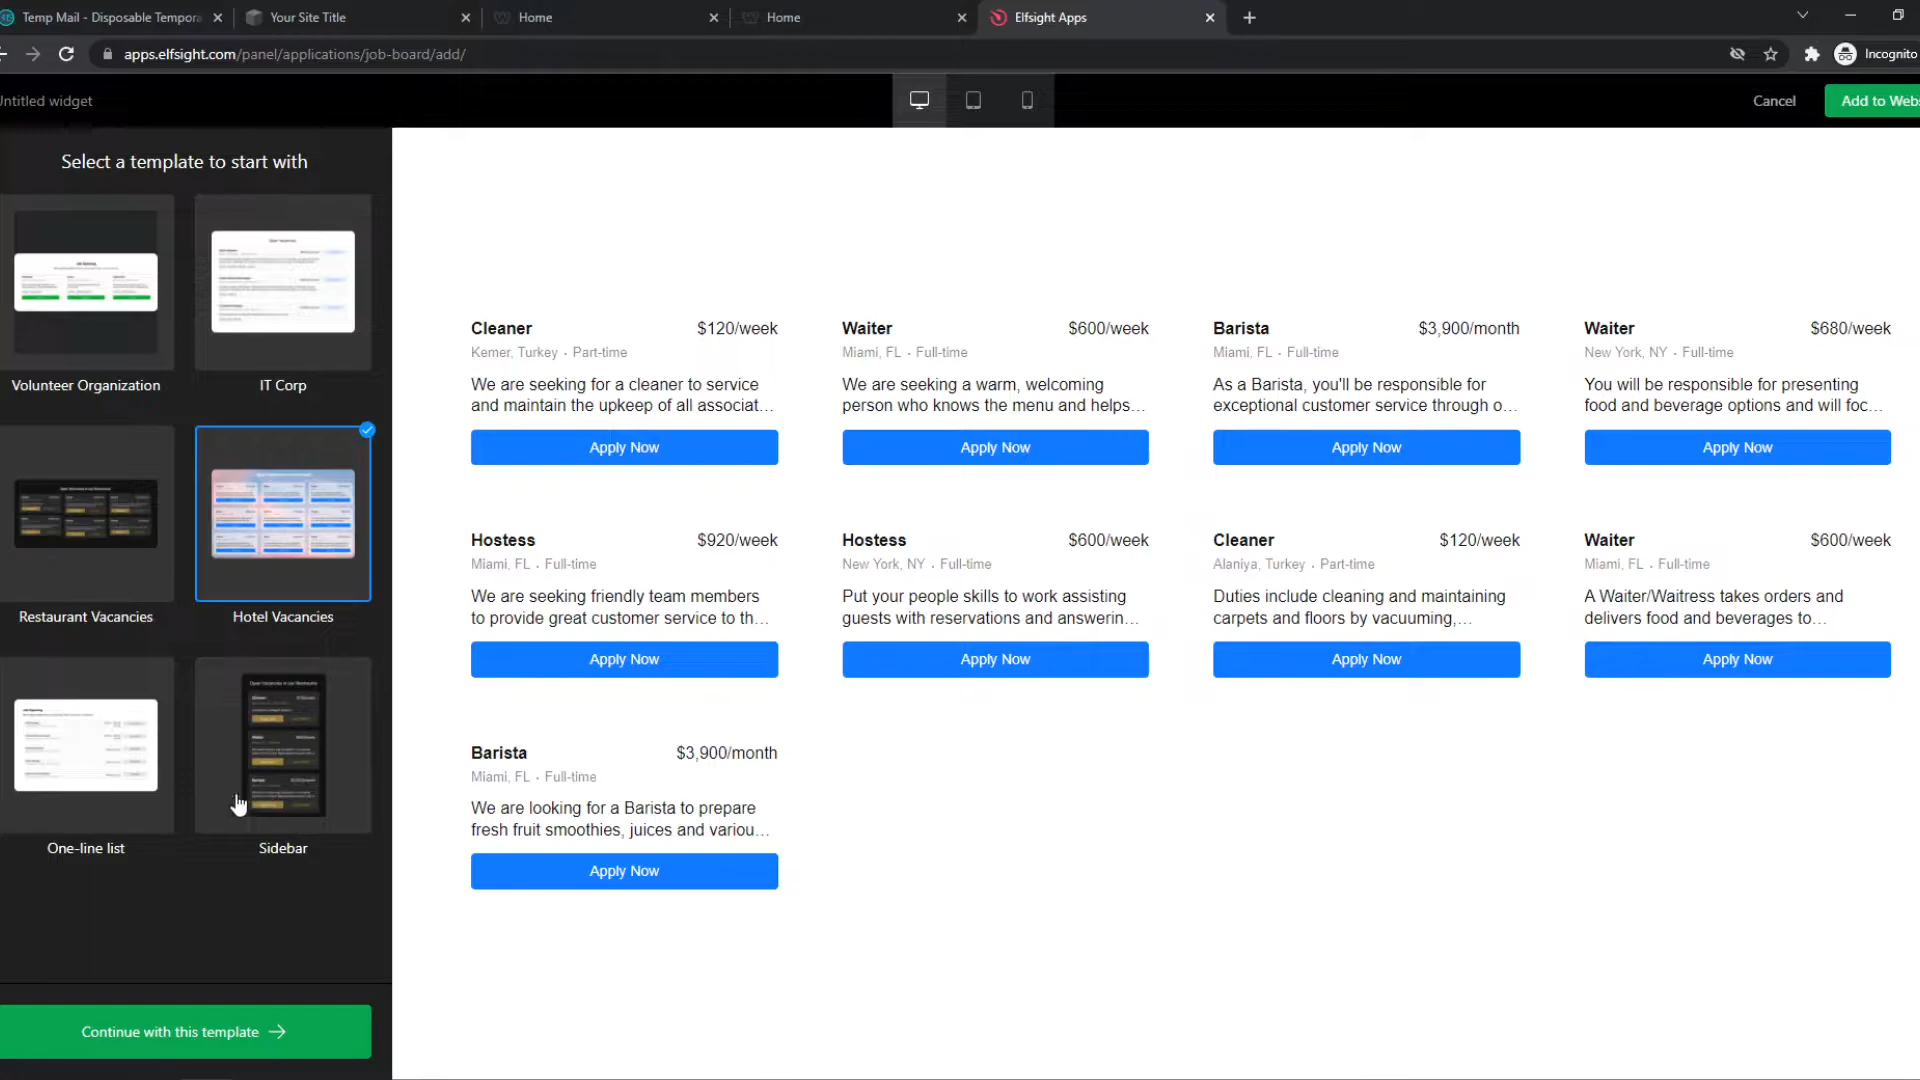 Temp Mail - Disposable Tempora
Your Site Title
Home
Home
Elfsight Apps
apps.elfsight.com/panel/applications/job-board/add/
Incognito
Untitled widget
Cancel
Add to Webs
Select a template to start with
Volunteer Organization
IT Corp
Restaurant Vacancies
Hotel Vacancies
One-line list
Sidebar
Continue with this template
Cleaner $120/week
Kemer, Turkey · Part-time
We are seeking for a cleaner to service
and maintain the upkeep of all associat...
Apply Now
Waiter $600/week
Miami, FL · Full-time
We are seeking a warm, welcoming
person who knows the menu and helps...
Apply Now
Barista $3,900/month
Miami, FL · Full-time
As a Barista, you'll be responsible for
exceptional customer service through o...
Apply Now
Waiter $680/week
New York, NY · Full-time
You will be responsible for presenting
food and beverage options and will foc...
Apply Now
Hostess $920/week
Miami, FL · Full-time
We are seeking friendly team members
to provide great customer service to th...
Apply Now
Hostess $600/week
New York, NY · Full-time
Put your people skills to work assisting
guests with reservations and answerin...
Apply Now
Cleaner $120/week
Alaniya, Turkey · Part-time
Duties include cleaning and maintaining
carpets and floors by vacuuming,...
Apply Now
Waiter $600/week
Miami, FL · Full-time
A Waiter/Waitress takes orders and
delivers food and beverages to...
Apply Now
Barista $3,900/month
Miami, FL · Full-time
We are looking for a Barista to prepare
fresh fruit smoothies, juices and variou...
Apply Now